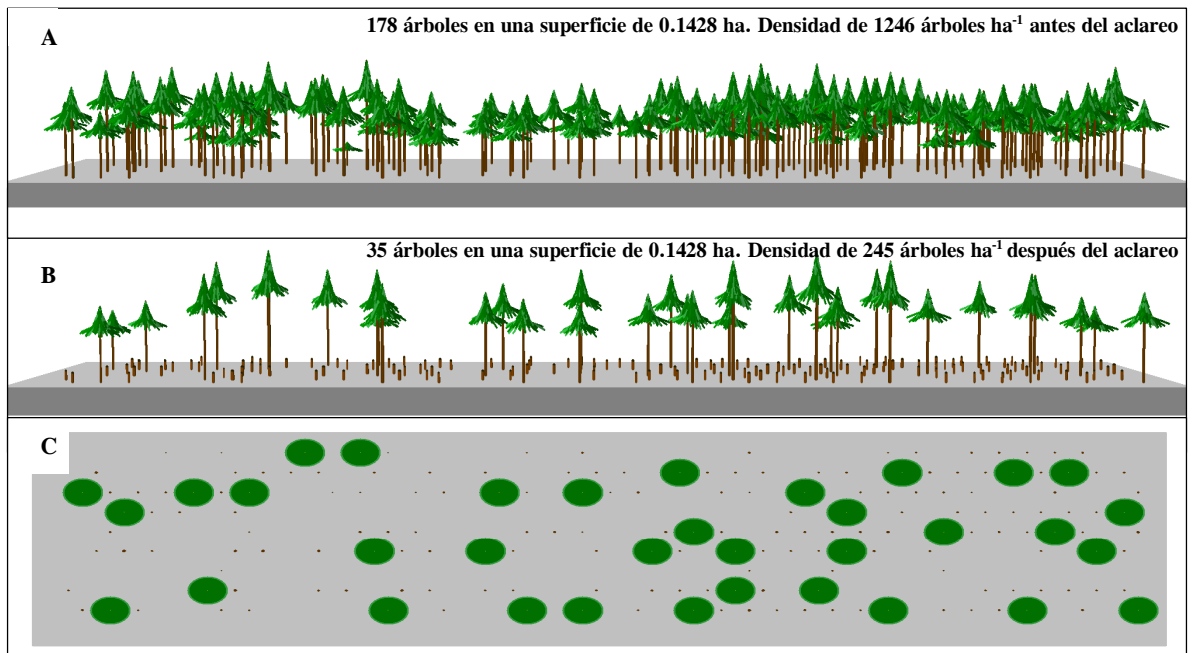 A
178 árboles en una superficie de 0.1428 ha. Densidad de 1246 árboles ha⁻¹ antes del aclareo
B
35 árboles en una superficie de 0.1428 ha. Densidad de 245 árboles ha⁻¹ después del aclareo
C